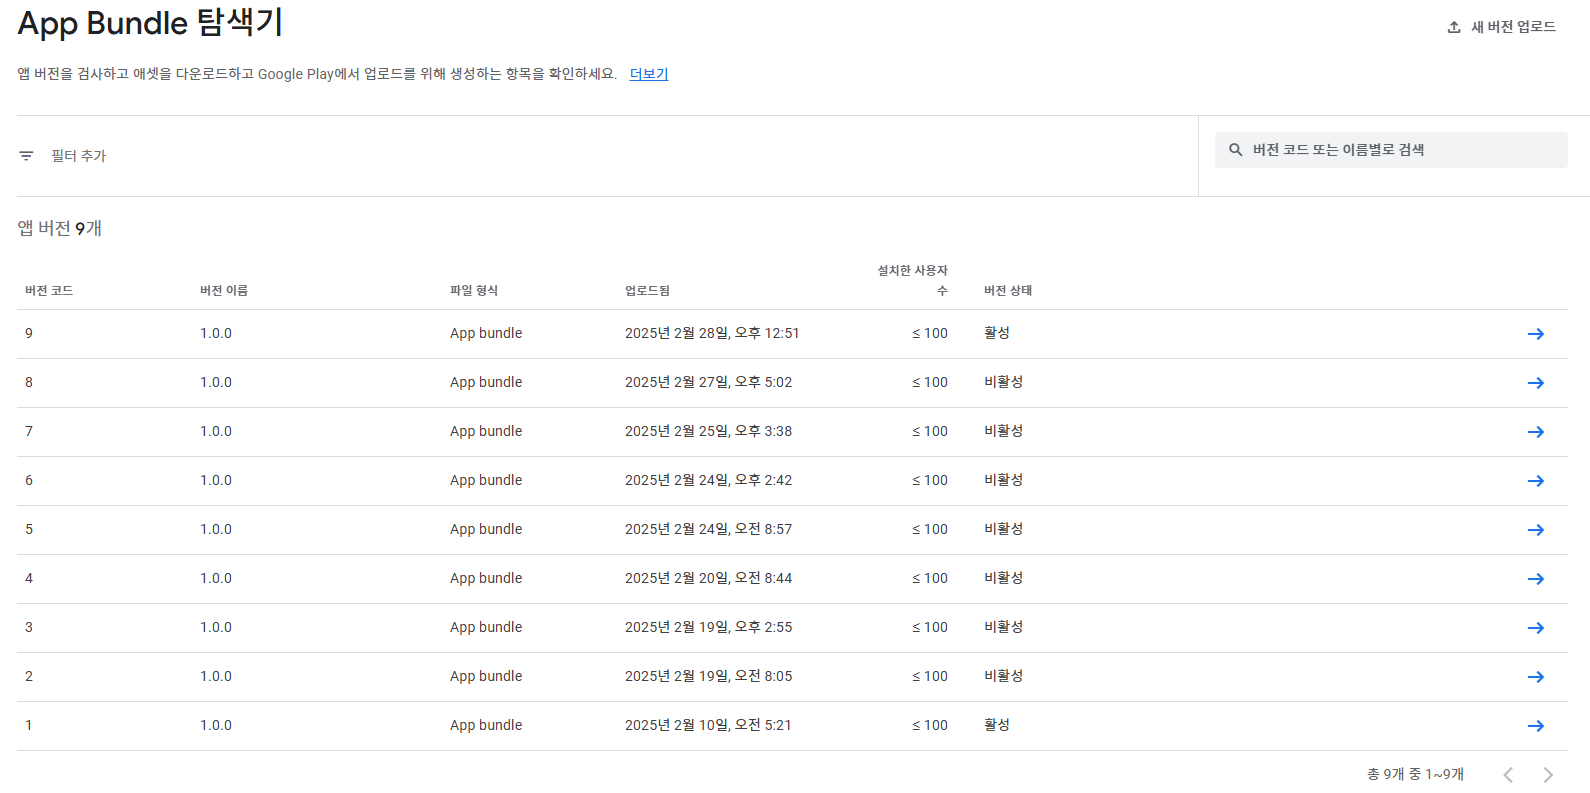 App Bundle 탐색기
새 버전 업로드
앱 버전을 검사하고 애셋을 다운로드하고 Google Play에서 업로드를 위해 생성하는 항목을 확인하세요. 더보기
필터 추가
버전 코드 또는 이름별로 검색
앱 버전 9개
버전 코드 버전 이름 파일 형식 업로드됨 설치한 사용자 수 버전 상태
9 1.0.0 App bundle 2025년 2월 28일, 오후 12:51 ≤ 100 활성
8 1.0.0 App bundle 2025년 2월 27일, 오후 5:02 ≤ 100 비활성
7 1.0.0 App bundle 2025년 2월 25일, 오후 3:38 ≤ 100 비활성
6 1.0.0 App bundle 2025년 2월 24일, 오후 2:42 ≤ 100 비활성
5 1.0.0 App bundle 2025년 2월 24일, 오전 8:57 ≤ 100 비활성
4 1.0.0 App bundle 2025년 2월 20일, 오전 8:44 ≤ 100 비활성
3 1.0.0 App bundle 2025년 2월 19일, 오후 2:55 ≤ 100 비활성
2 1.0.0 App bundle 2025년 2월 19일, 오전 8:05 ≤ 100 비활성
1 1.0.0 App bundle 2025년 2월 10일, 오전 5:21 ≤ 100 활성
총 9개 중 1~9개